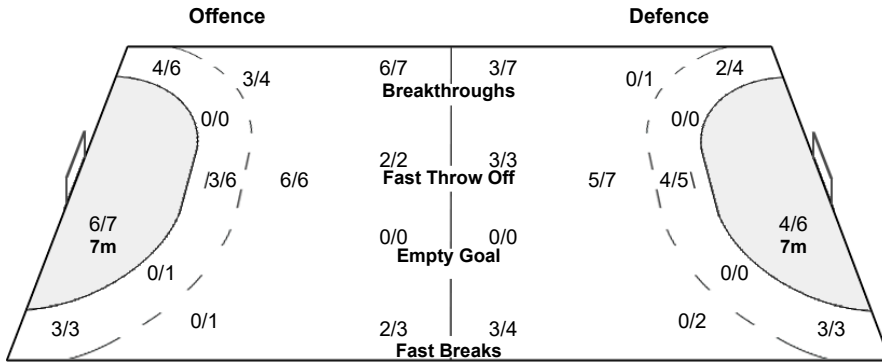 Offence Defence
4/6 3/4 6/7 3/7 0/1 2/4
Breakthroughs
0/0 0/0
2/2 3/3
3/6 6/6 Fast Throw Off 5/7 4/5
6/7 4/6
7m 7m
0/0 0/0
Empty Goal
0/1 0/0
3/3 0/1 2/3 3/4 0/2 3/3
Fast Breaks